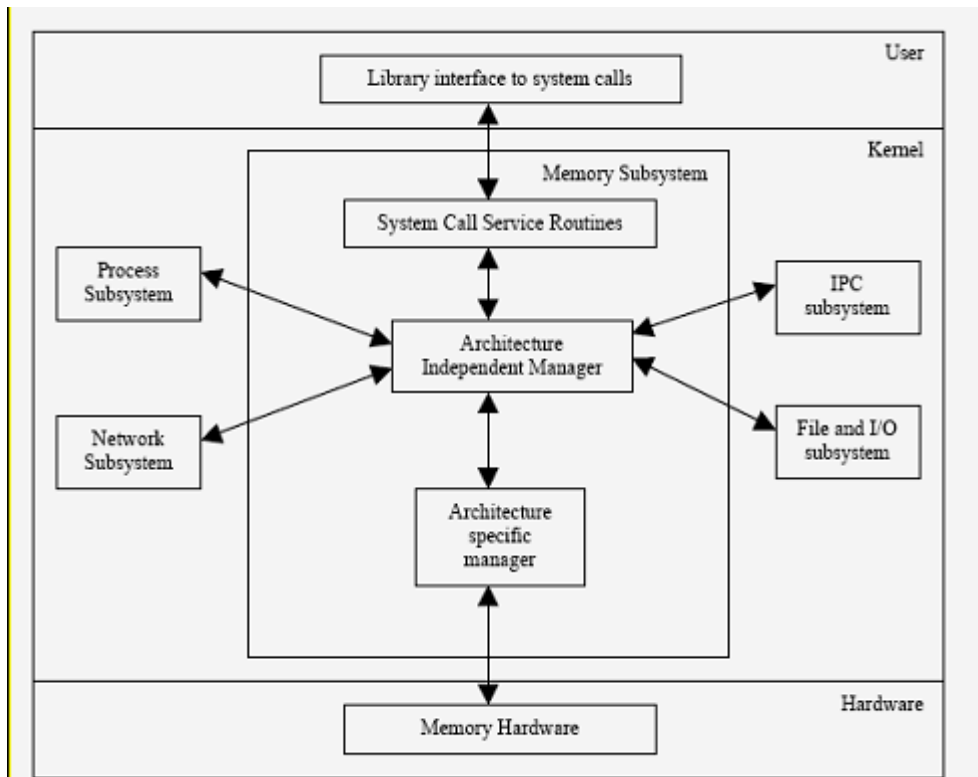 User
Library interface to system calls
Kernel
Memory Subsystem
System Call Service Routines
Process
Subsystem
IPC
subsystem
Architecture
Independent Manager
Network
Subsystem
File and I/O
subsystem
Architecture
specific
manager
Hardware
Memory Hardware